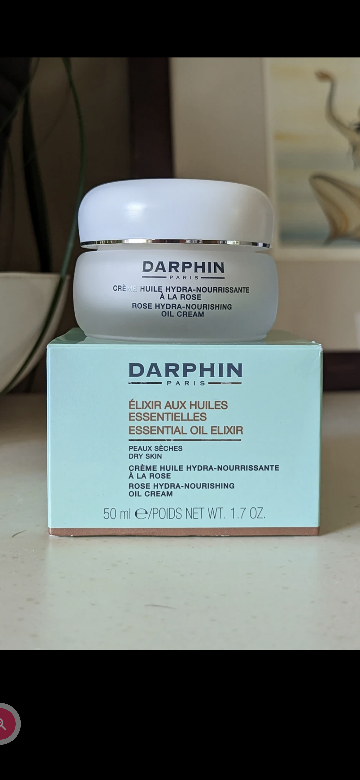 DARPHIN
PARIS
CRÈME HUILE HYDRA-NOURRISSANTE
À LA ROSE
ROSE HYDRA-NOURISHING
OIL CREAM
DARPHIN
PARIS
ÉLIXIR AUX HUILES
ESSENTIELLES
ESSENTIAL OIL ELIXIR
PEAUX SÈCHES
DRY SKIN
CRÈME HUILE HYDRA-NOURRISSANTE
À LA ROSE
ROSE HYDRA-NOURISHING
OIL CREAM
50 ml ℮/POIDS NET WT. 1.7 OZ.